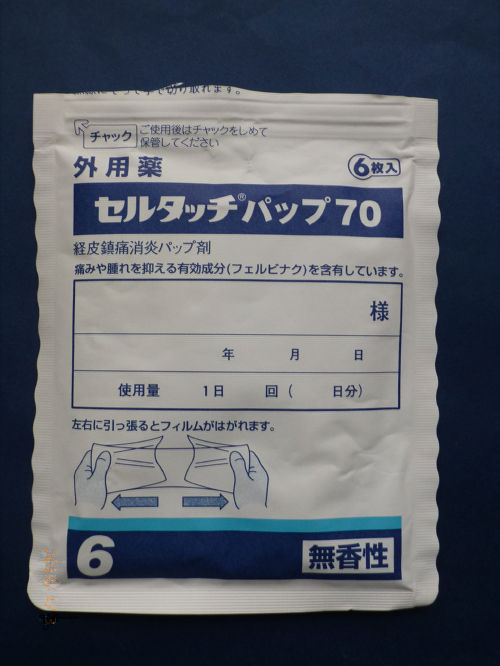 チャック
ご使用後はチャックをしめて
保管してください
外用薬
6枚入
セルタッチ®パップ70
経皮鎮痛消炎パップ剤
痛みや腫れを抑える有効成分(フェルビナク)を含有しています。
様
年 月 日
使用量 1日 回( 日分)
左右に引っ張るとフィルムがはがれます。
6
無香性